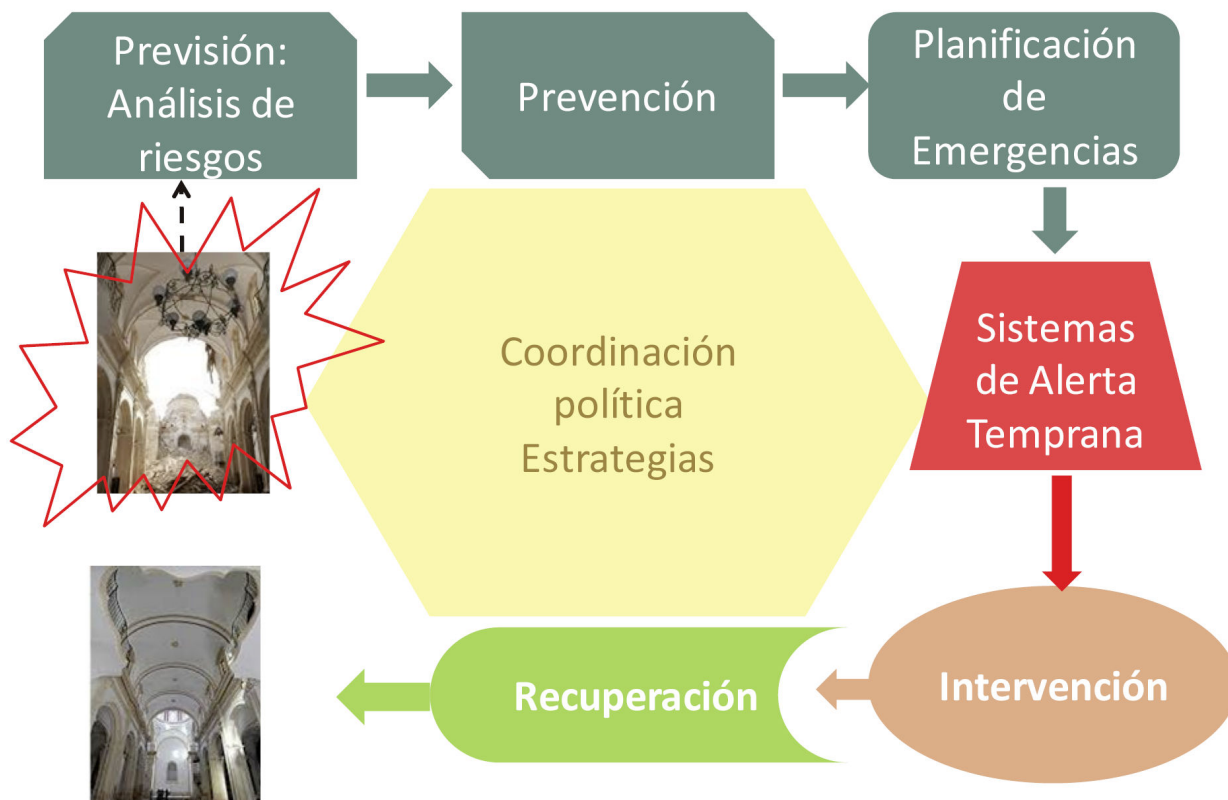 Previsión:
Análisis de
riesgos
Prevención
Planificación
de
Emergencias
Coordinación
política
Estrategias
Sistemas
de Alerta
Temprana
Recuperación
Intervención